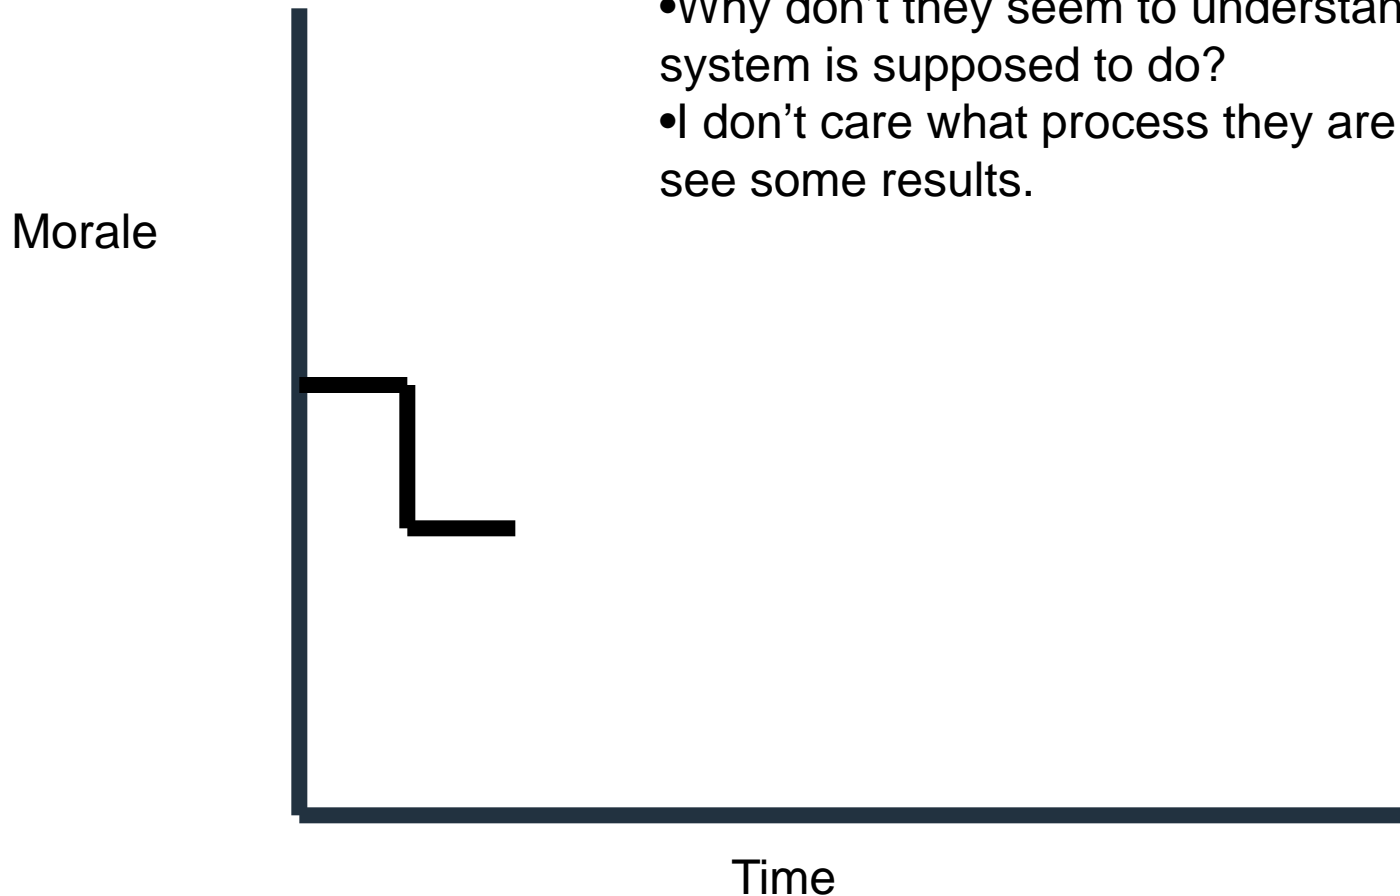 •Why don’t they seem to understan
system is supposed to do?
•I don’t care what process they are
see some results.
Morale
Time